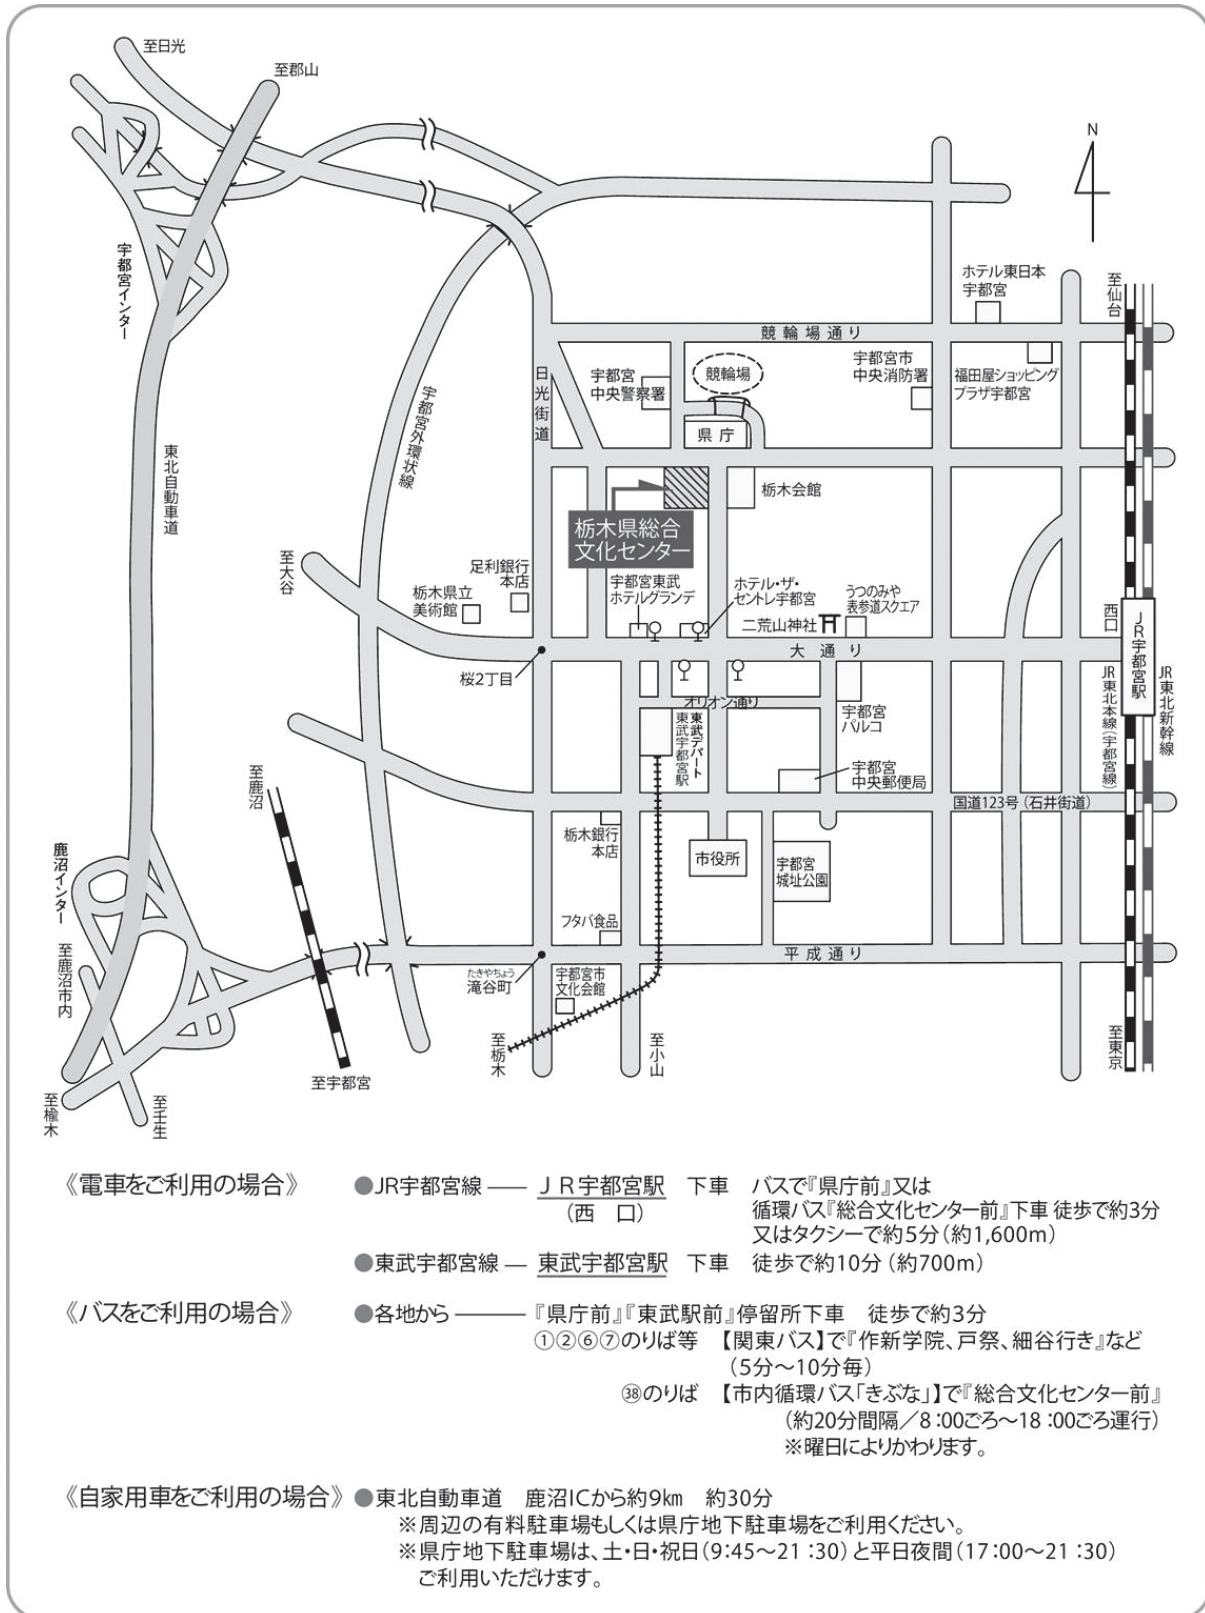 至日光
至郡山
N
宇都宮インター
ホテル東日本
宇都宮
至仙台
競輪場通り
日光街道
宇都宮
中央警察署
競輪場
宇都宮市
中央消防署
福田屋ショッピング
プラザ宇都宮
宇都宮外環状線
県庁
東北自動車道
栃木会館
栃木県総合
文化センター
至大谷
足利銀行
本店
栃木県立
美術館
宇都宮東武
ホテルグランデ
ホテル・ザ・
セントレ宇都宮
うつのみや
表参道スクエア
二荒山神社
西口
JR宇都宮駅
大通り
桜2丁目
オリオン通り
東武デパート
東武宇都宮駅
宇都宮
パルコ
JR東北本線(宇都宮線)
JR東北新幹線
至鹿沼
宇都宮
中央郵便局
国道123号(石井街道)
栃木銀行
本店
市役所
宇都宮
城址公園
鹿沼インター
フタバ食品
至鹿沼市内
平成通り
たきやちょう
滝谷町
宇都宮市
文化会館
至栃木
至小山
至東京
至宇都宮
至楡木
至壬生
《電車をご利用の場合》 ●JR宇都宮線 ── JR宇都宮駅 下車 バスで『県庁前』又は
(西 口) 循環バス『総合文化センター前』下車 徒歩で約3分
又はタクシーで約5分(約1,600m)
●東武宇都宮線 ─ 東武宇都宮駅 下車 徒歩で約10分(約700m)
《バスをご利用の場合》 ●各地から ──── 『県庁前』『東武駅前』停留所下車 徒歩で約3分
①②⑥⑦のりば等 【関東バス】で『作新学院、戸祭、細谷行き』など
(5分〜10分毎)
㊳のりば 【市内循環バス「きぶな」】で『総合文化センター前』
(約20分間隔/8:00ごろ〜18:00ごろ運行)
※曜日によりかわります。
《自家用車をご利用の場合》 ●東北自動車道 鹿沼ICから約9㎞ 約30分
※周辺の有料駐車場もしくは県庁地下駐車場をご利用ください。
※県庁地下駐車場は、土・日・祝日(9:45〜21:30)と平日夜間(17:00〜21:30)
ご利用いただけます。